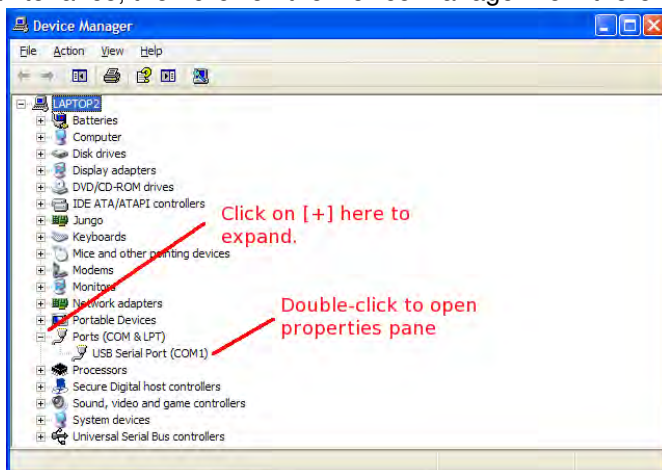 Device Manager
File Action View Help
LAPTOP2
Batteries
Computer
Disk drives
Display adapters
DVD/CD-ROM drives
IDE ATA/ATAPI controllers
Jungo
Keyboards
Mice and other pointing devices
Modems
Monitors
Network adapters
Portable Devices
Ports (COM & LPT)
USB Serial Port (COM1)
Processors
Secure Digital host controllers
Sound, video and game controllers
System devices
Universal Serial Bus controllers
Click on [+] here to
expand.
Double-click to open
properties pane